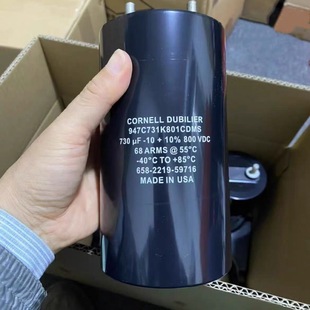 CORNELL DUBILIER
947C731K801CDMS
730 µF -10 + 10% 800 VDC
68 ARMS @ 55°C
-40°C TO +85°C
658-2219-59716
MADE IN USA